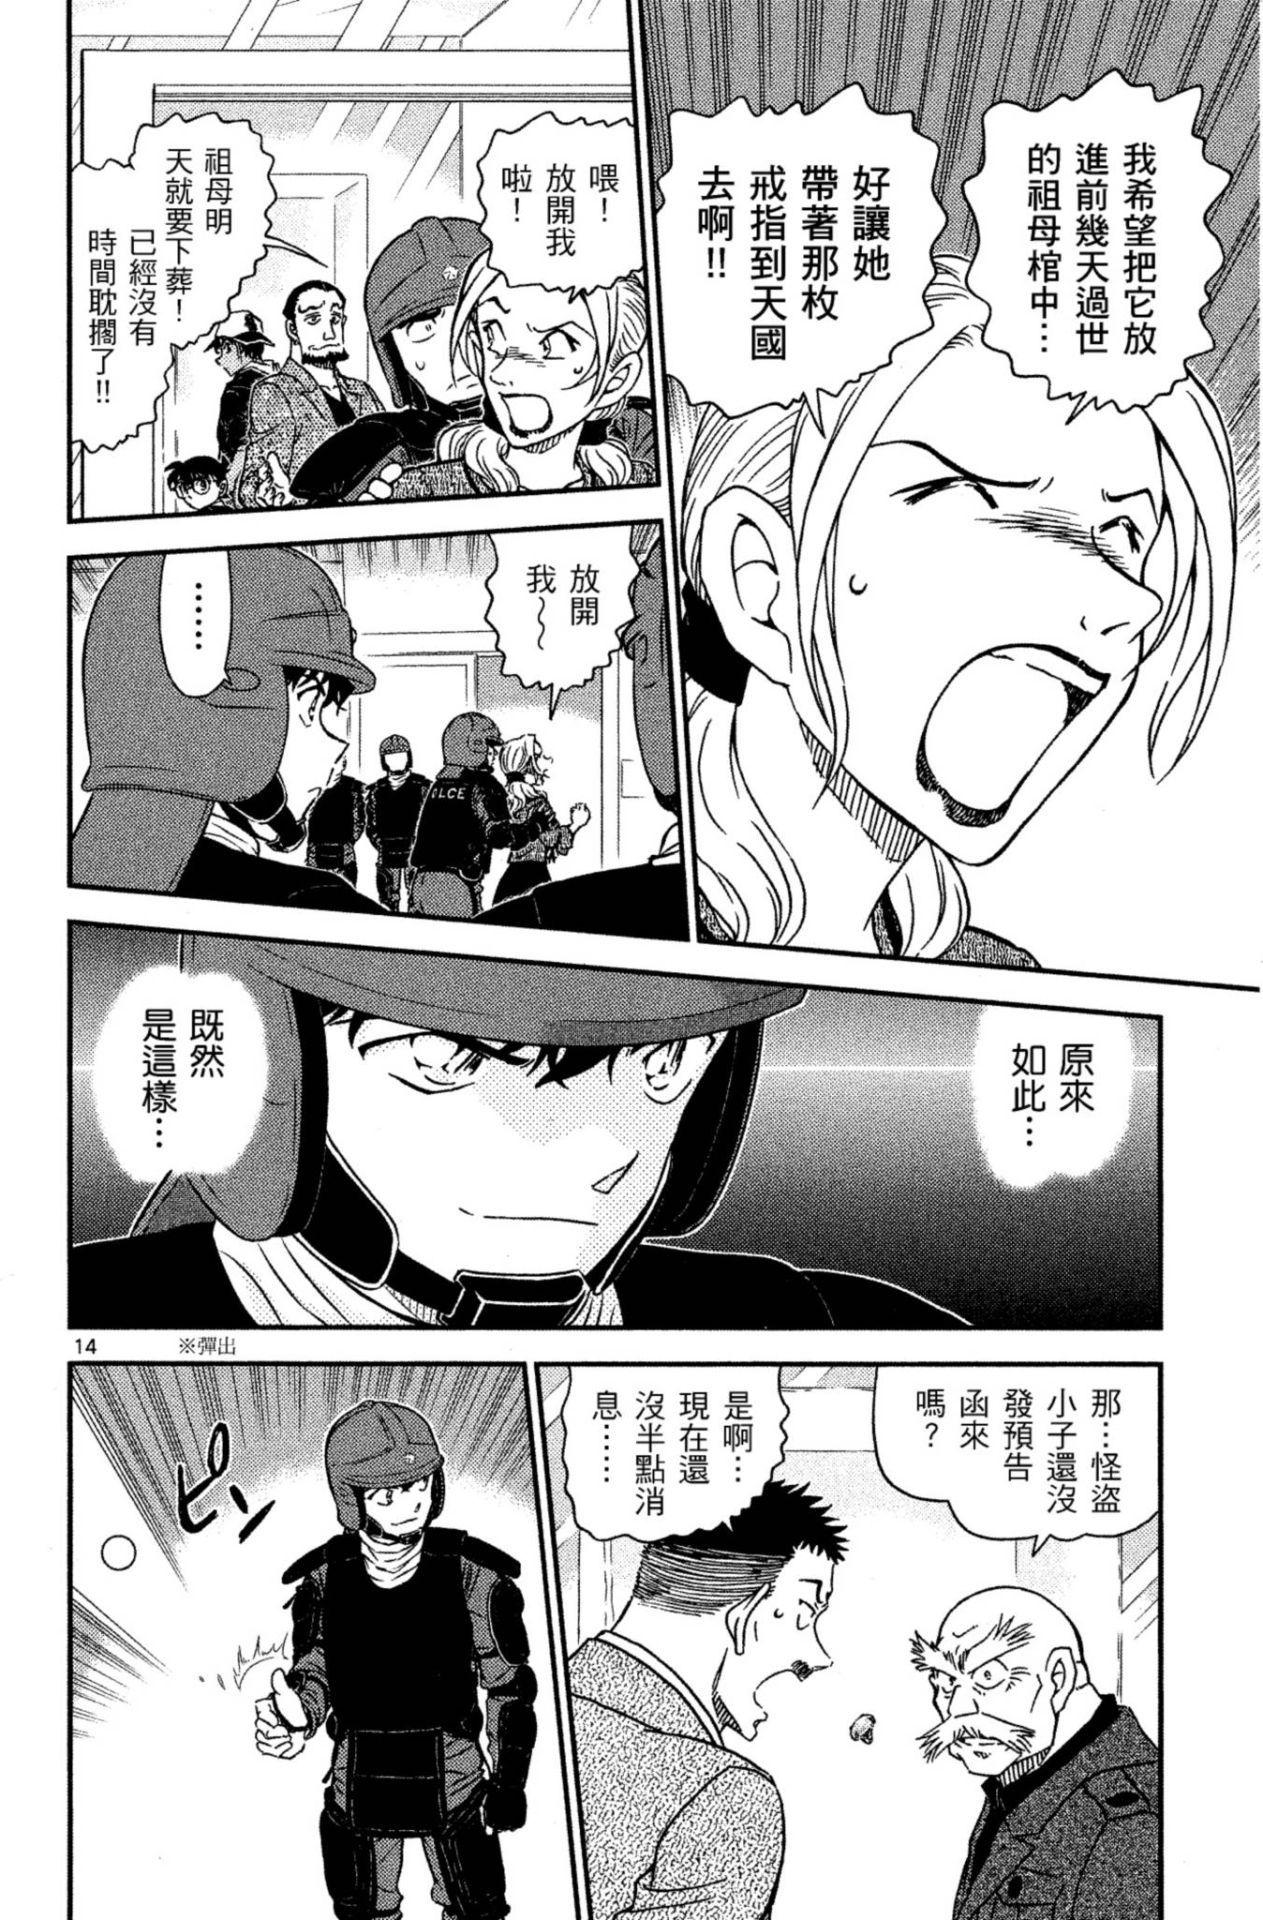 我希望把它放
進前幾天過世
的祖母棺中…
好讓她
帶著那枚
戒指到天國
去啊!!
喂！
放開我
啦！
祖母明
天就要下葬！
已經沒有
時間耽擱了!!
放開
我～
……
POLCE
原來
如此…
既然
是這樣…
14
※彈出
那…怪盜
小子還沒
發預告
函來
嗎？
是啊…
現在還
沒半點消
息……
ピッ